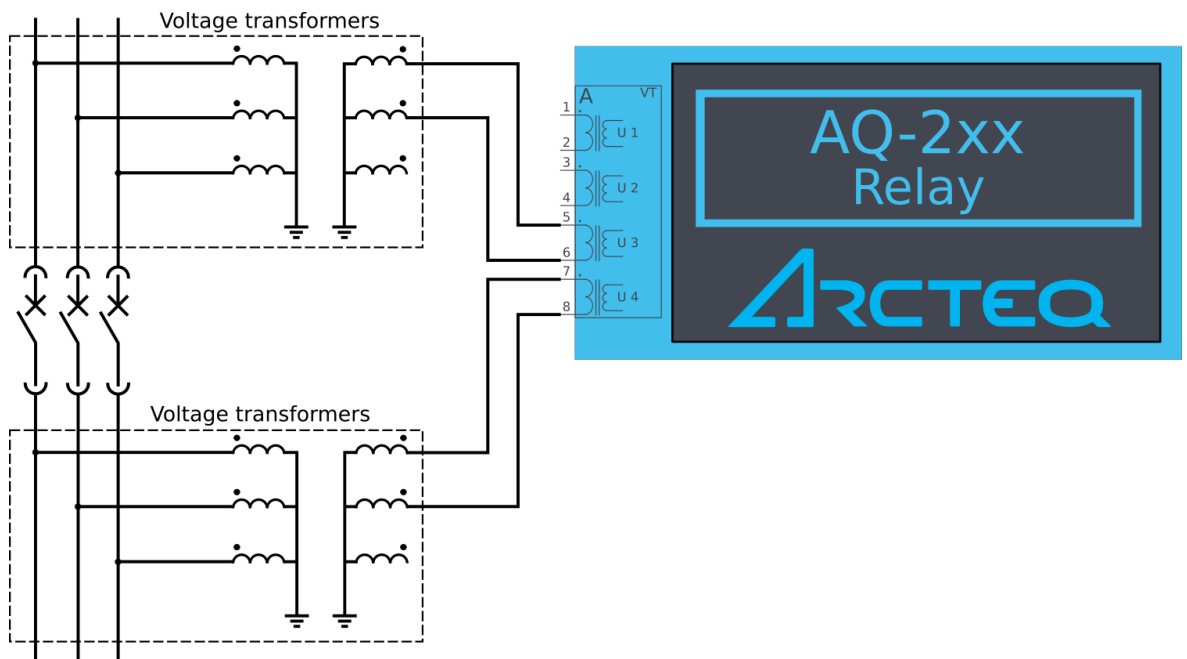 Voltage transformers
A VT
1
U 1
2
3
U 2
4
5
U 3
6
7
U 4
8
AQ-2xx
Relay
ARCTEQ
Voltage transformers